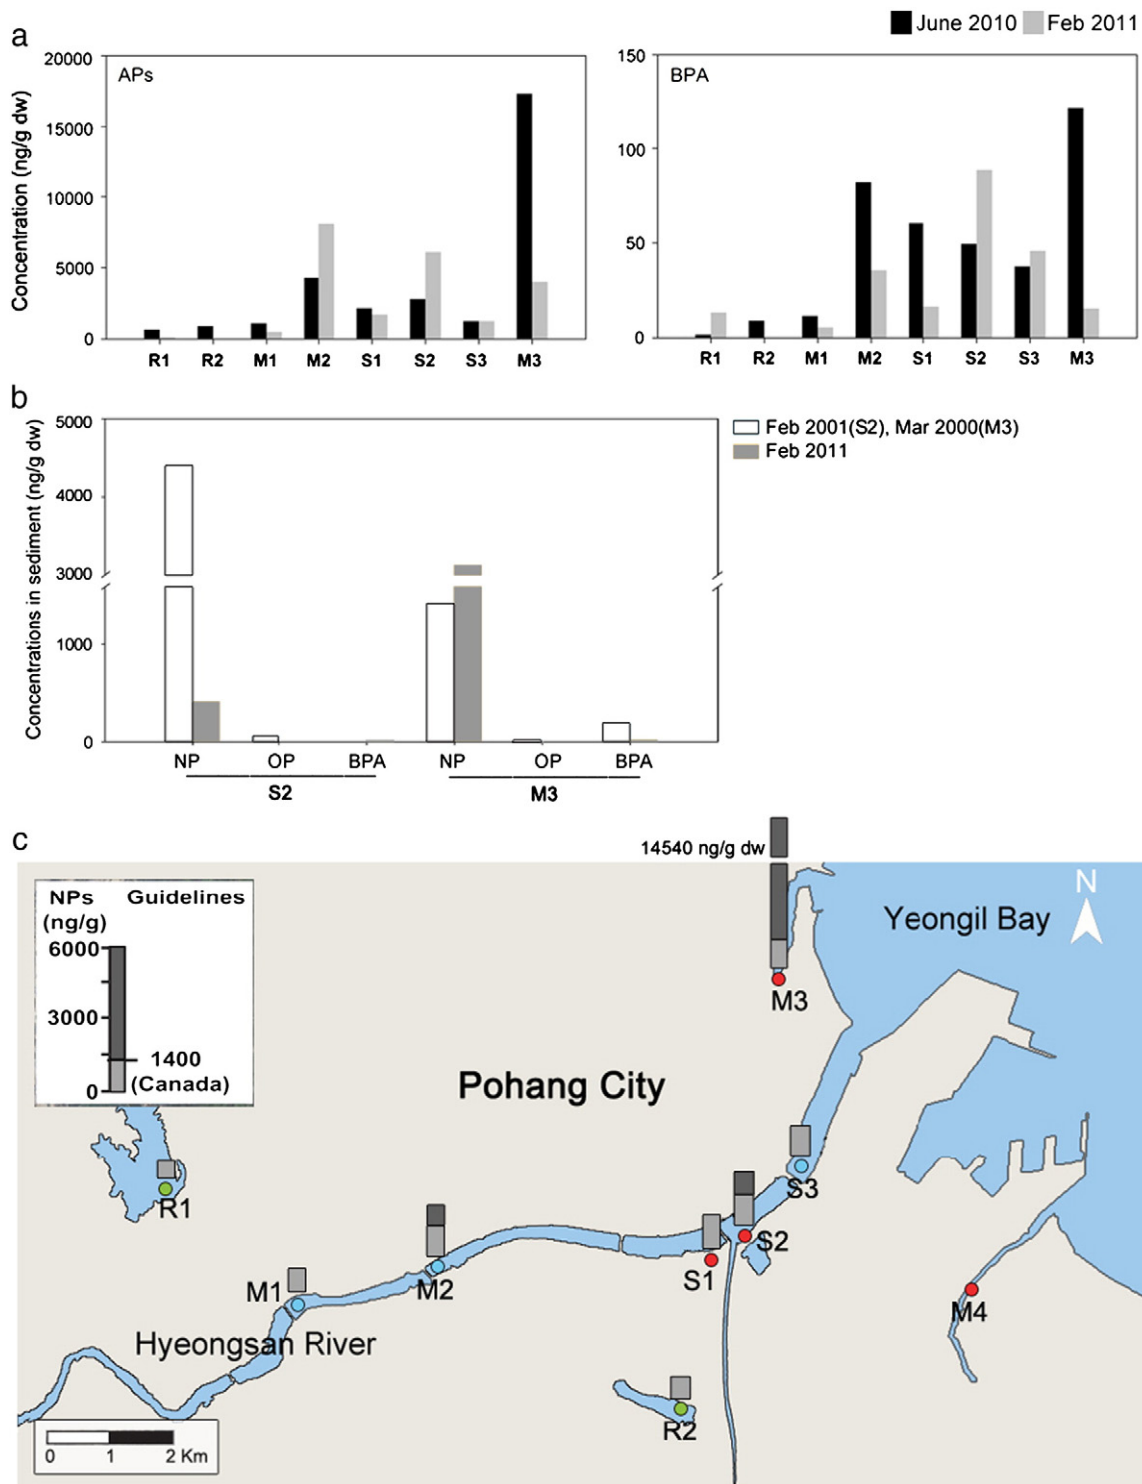 a
June 2010 Feb 2011
Concentration (ng/g dw)
20000
15000
10000
5000
0
APs
R1 R2 M1 M2 S1 S2 S3 M3
150
100
50
0
BPA
R1 R2 M1 M2 S1 S2 S3 M3
b
Concentrations in sediment (ng/g dw)
5000
4000
3000
1000
0
Feb 2001(S2), Mar 2000(M3)
Feb 2011
NP OP BPA NP OP BPA
S2 M3
c
14540 ng/g dw
NPs Guidelines
(ng/g)
6000
3000
1400
0 (Canada)
N
Yeongil Bay
M3
Pohang City
R1
S3
S2
S1
M2
M1
M4
Hyeongsan River
R2
0 1 2 Km